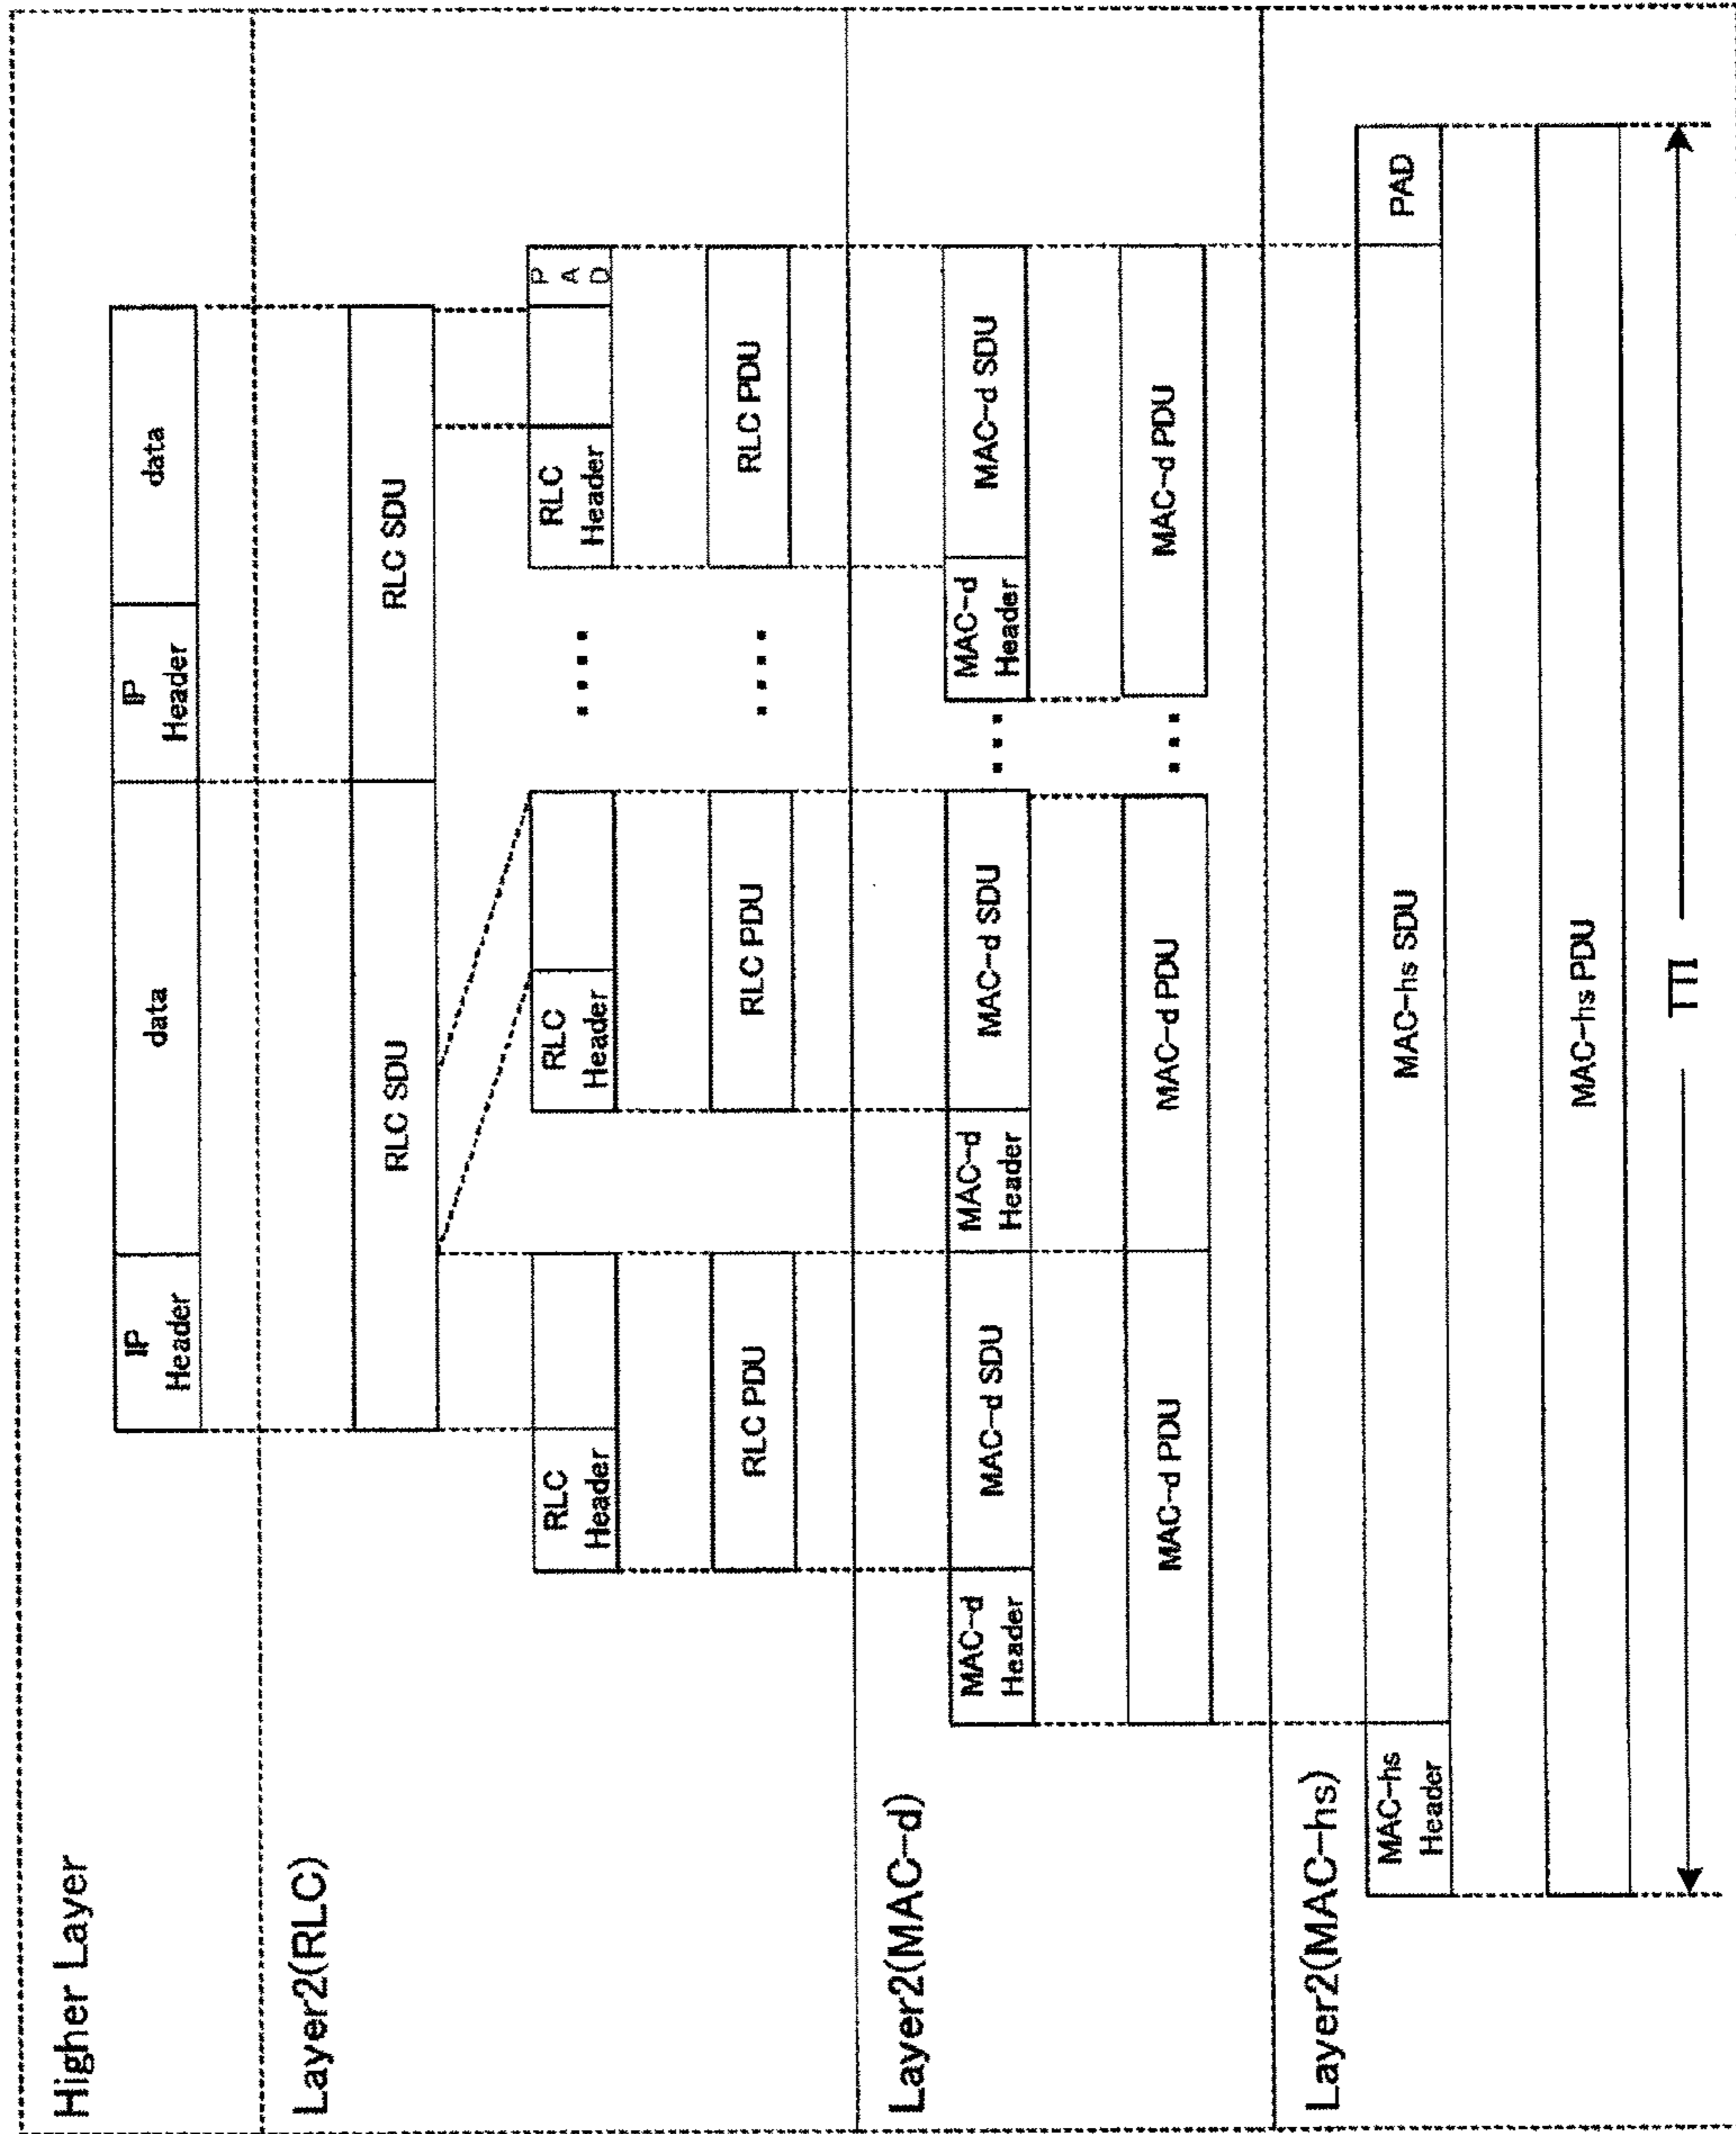 Higher Layer
IP
Header
data
IP
Header
data
Layer2(RLC)
RLC SDU
RLC SDU
RLC
Header
RLC
Header
....
RLC
Header
P
A
D
RLC PDU
RLC PDU
....
RLC PDU
Layer2(MAC-d)
MAC-d
Header
MAC-d SDU
MAC-d
Header
MAC-d SDU
...
MAC-d
Header
MAC-d SDU
MAC-d PDU
MAC-d PDU
...
MAC-d PDU
Layer2(MAC-hs)
MAC-hs
Header
MAC-hs SDU
PAD
MAC-hs PDU
TTI